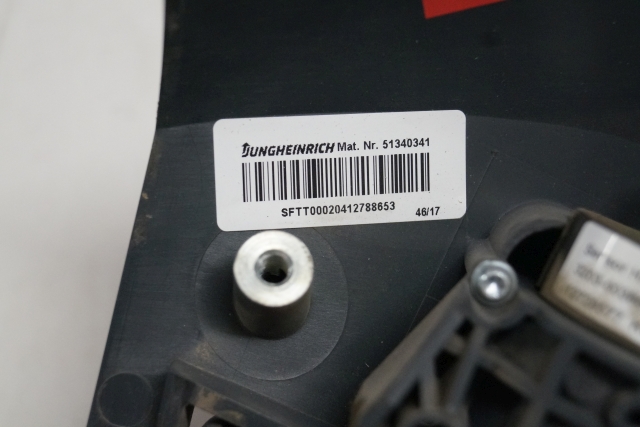 JUNGHEINRICH Mat. Nr. 51340341
SFTT00020412788653
46/17